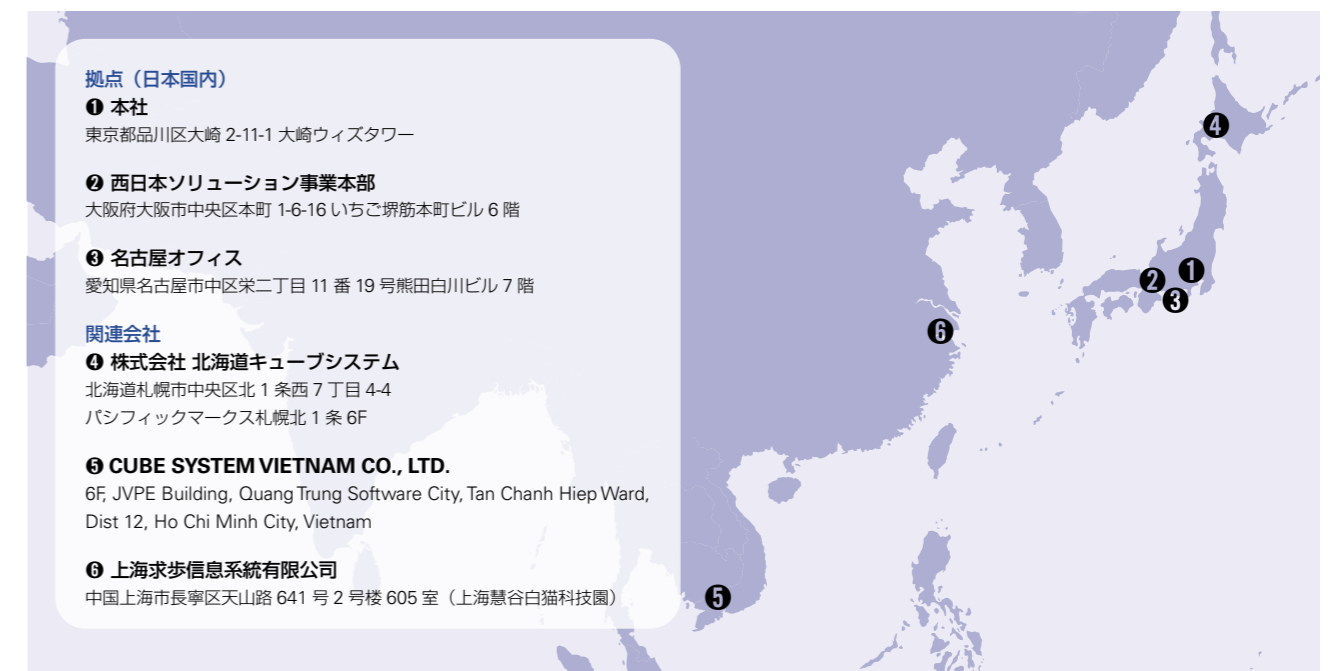 拠点（日本国内）
❶ 本社
東京都品川区大崎 2-11-1 大崎ウィズタワー
❷ 西日本ソリューション事業本部
大阪府大阪市中央区本町 1-6-16 いちご堺筋本町ビル 6 階
❸ 名古屋オフィス
愛知県名古屋市中区栄二丁目 11 番 19 号熊田白川ビル 7 階
関連会社
❹ 株式会社 北海道キューブシステム
北海道札幌市中央区北 1 条西 7 丁目 4-4
パシフィックマークス札幌北 1 条 6F
❺ CUBE SYSTEM VIETNAM CO., LTD.
6F, JVPE Building, Quang Trung Software City, Tan Chanh Hiep Ward,
Dist 12, Ho Chi Minh City, Vietnam
❻ 上海求歩信息系統有限公司
中国上海市長寧区天山路 641 号 2 号楼 605 室（上海慧谷白猫科技園）
❹
❶
❷
❸
❻
❺